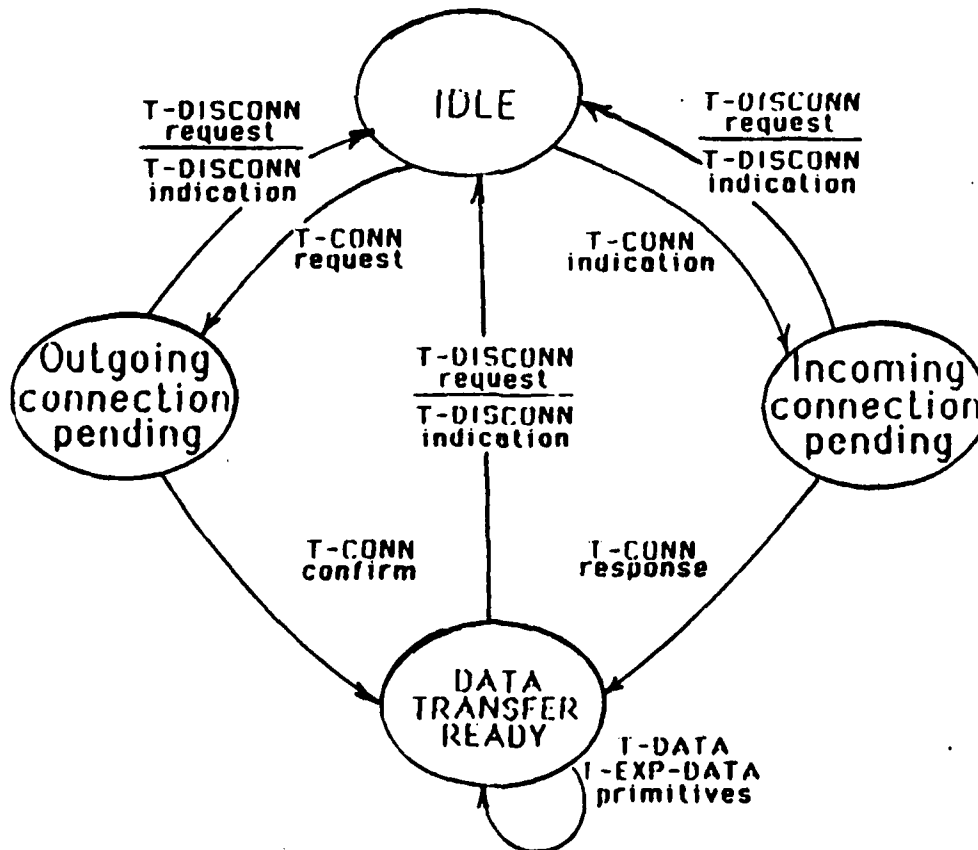 IDLE
T-DISCONN
request
T-DISCONN
indication
T-DISCONN
request
T-DISCONN
indication
T-CONN
request
T-CONN
indication
Outgoing
connection
pending
T-DISCONN
request
T-DISCONN
indication
Incoming
connection
pending
T-CONN
confirm
T-CONN
response
DATA
TRANSFER
READY
T-DATA
T-EXP-DATA
primitives